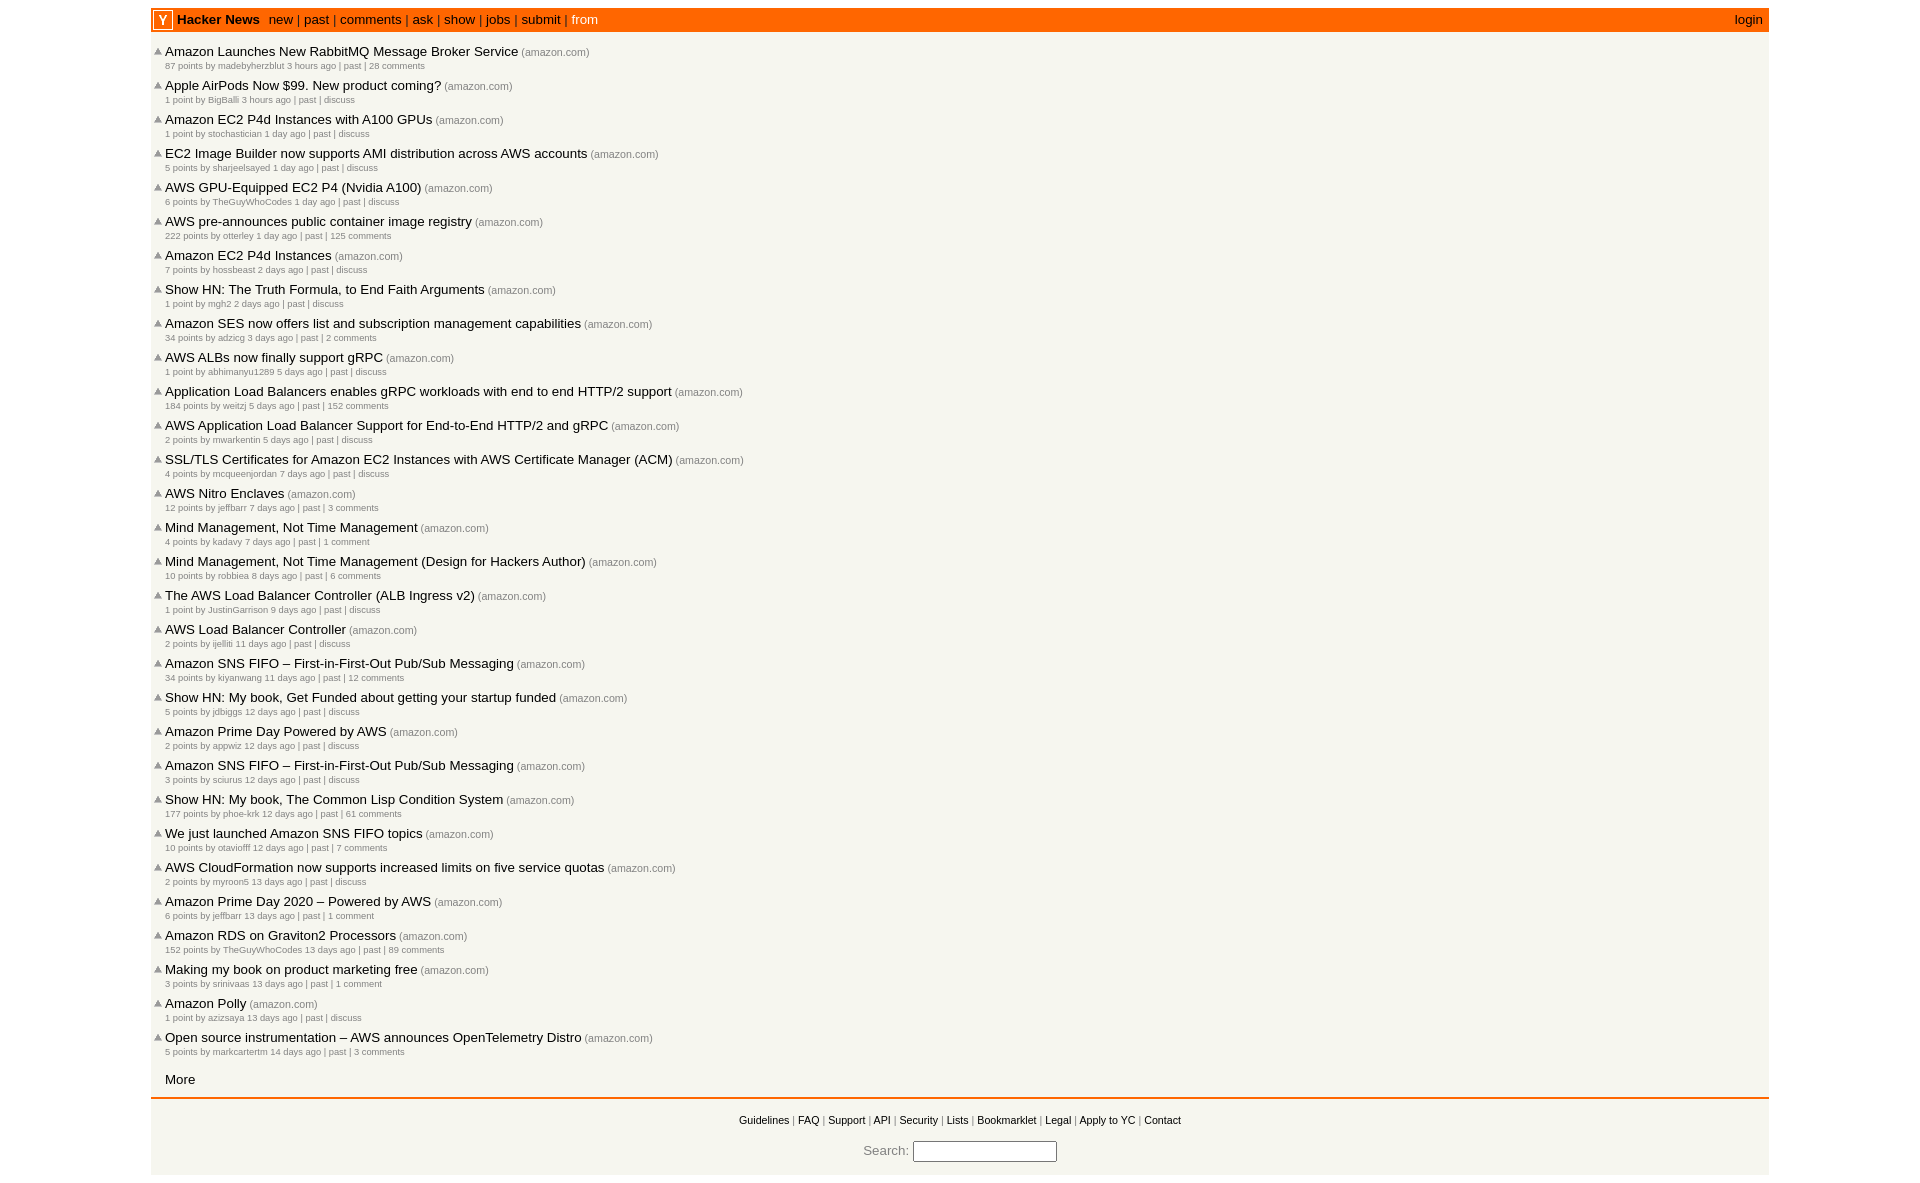 Y Hacker News new | past | comments | ask | show | jobs | submit | from login
Amazon Launches New RabbitMQ Message Broker Service (amazon.com)
87 points by madebyherzblut 3 hours ago | past | 28 comments
Apple AirPods Now $99. New product coming? (amazon.com)
1 point by BigBalli 3 hours ago | past | discuss
Amazon EC2 P4d Instances with A100 GPUs (amazon.com)
1 point by stochastician 1 day ago | past | discuss
EC2 Image Builder now supports AMI distribution across AWS accounts (amazon.com)
5 points by sharjeelsayed 1 day ago | past | discuss
AWS GPU-Equipped EC2 P4 (Nvidia A100) (amazon.com)
6 points by TheGuyWhoCodes 1 day ago | past | discuss
AWS pre-announces public container image registry (amazon.com)
222 points by otterley 1 day ago | past | 125 comments
Amazon EC2 P4d Instances (amazon.com)
7 points by hossbeast 2 days ago | past | discuss
Show HN: The Truth Formula, to End Faith Arguments (amazon.com)
1 point by mgh2 2 days ago | past | discuss
Amazon SES now offers list and subscription management capabilities (amazon.com)
34 points by adzicg 3 days ago | past | 2 comments
AWS ALBs now finally support gRPC (amazon.com)
1 point by abhimanyu1289 5 days ago | past | discuss
Application Load Balancers enables gRPC workloads with end to end HTTP/2 support (amazon.com)
184 points by weitzj 5 days ago | past | 152 comments
AWS Application Load Balancer Support for End-to-End HTTP/2 and gRPC (amazon.com)
2 points by mwarkentin 5 days ago | past | discuss
SSL/TLS Certificates for Amazon EC2 Instances with AWS Certificate Manager (ACM) (amazon.com)
4 points by mcqueenjordan 7 days ago | past | discuss
AWS Nitro Enclaves (amazon.com)
12 points by jeffbarr 7 days ago | past | 3 comments
Mind Management, Not Time Management (amazon.com)
4 points by kadavy 7 days ago | past | 1 comment
Mind Management, Not Time Management (Design for Hackers Author) (amazon.com)
10 points by robbiea 8 days ago | past | 6 comments
The AWS Load Balancer Controller (ALB Ingress v2) (amazon.com)
1 point by JustinGarrison 9 days ago | past | discuss
AWS Load Balancer Controller (amazon.com)
2 points by ijelliti 11 days ago | past | discuss
Amazon SNS FIFO – First-in-First-Out Pub/Sub Messaging (amazon.com)
34 points by kiyanwang 11 days ago | past | 12 comments
Show HN: My book, Get Funded about getting your startup funded (amazon.com)
5 points by jdbiggs 12 days ago | past | discuss
Amazon Prime Day Powered by AWS (amazon.com)
2 points by appwiz 12 days ago | past | discuss
Amazon SNS FIFO – First-in-First-Out Pub/Sub Messaging (amazon.com)
3 points by sciurus 12 days ago | past | discuss
Show HN: My book, The Common Lisp Condition System (amazon.com)
177 points by phoe-krk 12 days ago | past | 61 comments
We just launched Amazon SNS FIFO topics (amazon.com)
10 points by otaviofff 12 days ago | past | 7 comments
AWS CloudFormation now supports increased limits on five service quotas (amazon.com)
2 points by myroon5 13 days ago | past | discuss
Amazon Prime Day 2020 – Powered by AWS (amazon.com)
6 points by jeffbarr 13 days ago | past | 1 comment
Amazon RDS on Graviton2 Processors (amazon.com)
152 points by TheGuyWhoCodes 13 days ago | past | 89 comments
Making my book on product marketing free (amazon.com)
3 points by srinivaas 13 days ago | past | 1 comment
Amazon Polly (amazon.com)
1 point by azizsaya 13 days ago | past | discuss
Open source instrumentation – AWS announces OpenTelemetry Distro (amazon.com)
5 points by markcartertm 14 days ago | past | 3 comments
More
Guidelines | FAQ | Support | API | Security | Lists | Bookmarklet | Legal | Apply to YC | Contact
Search: